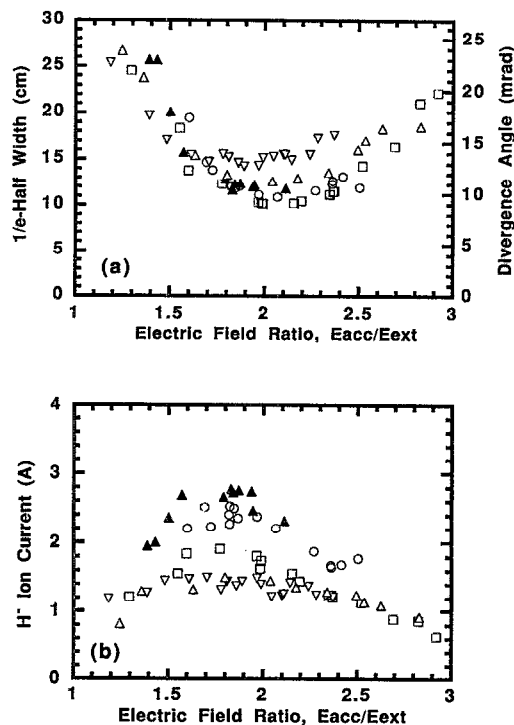 30
25
20
15
10
5
0
1/e-Half Width (cm)
25
20
15
10
5
0
Divergence Angle (mrad)
(a)
1 1.5 2 2.5 3
Electric Field Ratio, Eacc/Eext
4
3
2
1
0
H⁻ Ion Current (A)
(b)
1 1.5 2 2.5 3
Electric Field Ratio, Eacc/Eext